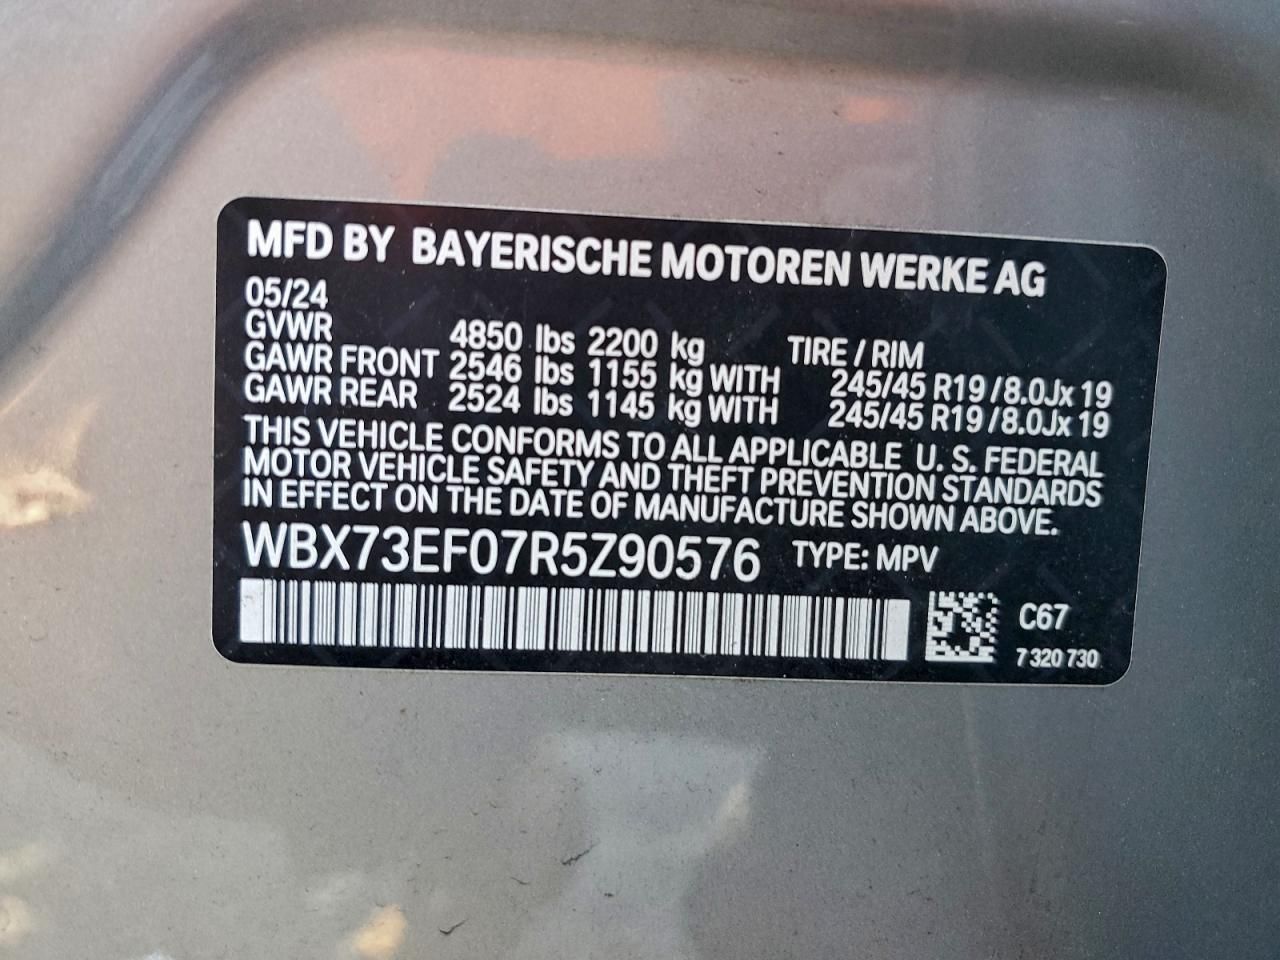 MFD BY BAYERISCHE MOTOREN WERKE AG
05/24
GVWR 4850 lbs 2200 kg TIRE / RIM
GAWR FRONT 2546 lbs 1155 kg WITH 245/45 R19 / 8.0Jx 19
GAWR REAR 2524 lbs 1145 kg WITH 245/45 R19 / 8.0Jx 19
THIS VEHICLE CONFORMS TO ALL APPLICABLE U. S. FEDERAL
MOTOR VEHICLE SAFETY AND THEFT PREVENTION STANDARDS
IN EFFECT ON THE DATE OF MANUFACTURE SHOWN ABOVE.
WBX73EF07R5Z90576 TYPE: MPV
C67
7 320 730